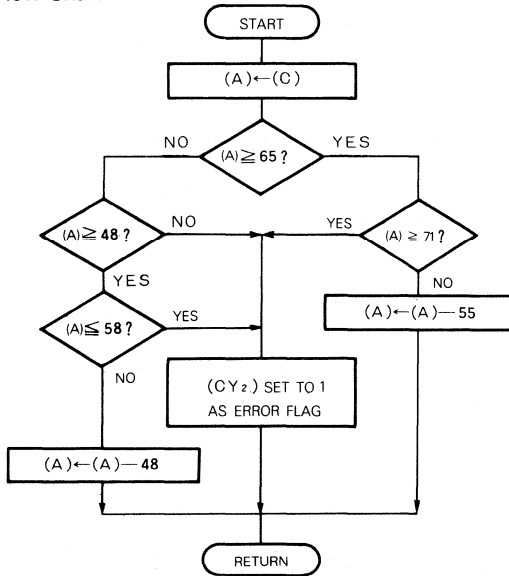 START
(A)←(C)
NO
YES
(A)≧65?
(A)≧48?
NO
YES
(A)≧71?
YES
NO
(A)≦58?
YES
(A)←(A)—55
NO
(CY₂) SET TO 1
AS ERROR FLAG
(A)←(A)—48
RETURN